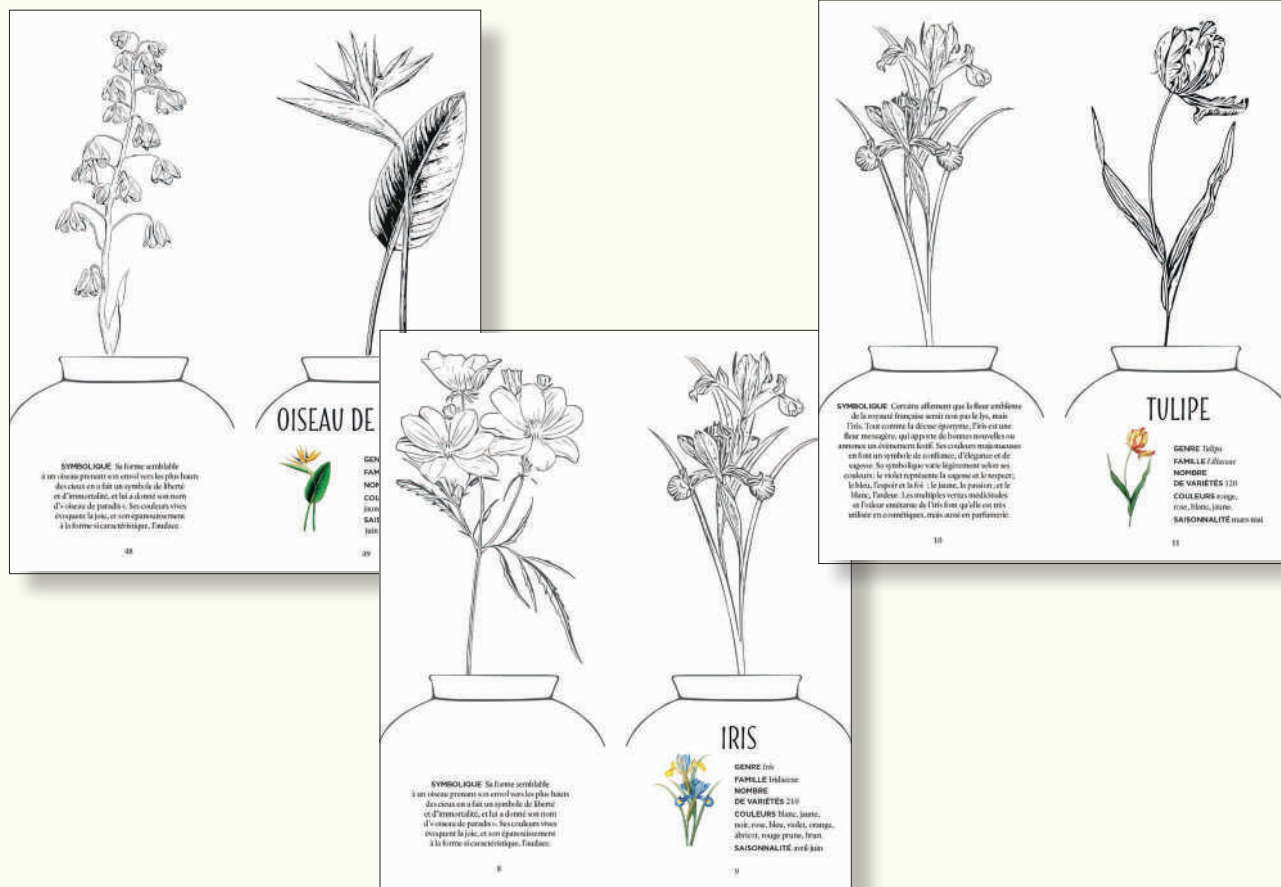 SYMBOLIQUE Sa forme semblable
à un oiseau prenant son envol vers les plus hauts
des cieux en a fait un symbole de liberté
et d'immortalité, et lui a donné son nom
d'« oiseau de paradis ». Ses couleurs vives
évoquent la joie, et son épanouissement
à la forme si caractéristique, l'audace.
48
OISEAU DE
GEN
FAM
NOM
DE V
COU
jaun
SAIS
juin
49
SYMBOLIQUE Sa forme semblable
à un oiseau prenant son envol vers les plus hauts
des cieux en a fait un symbole de liberté
et d'immortalité, et lui a donné son nom
d'« oiseau de paradis ». Ses couleurs vives
évoquent la joie, et son épanouissement
à la forme si caractéristique, l'audace.
8
IRIS
GENRE Iris
FAMILLE Iridaceae
NOMBRE
DE VARIÉTÉS 210
COULEURS blanc, jaune,
noir, rose, bleu, violet, orange,
abricot, rouge prune, brun.
SAISONNALITÉ avril-juin
9
SYMBOLIQUE Certains affirment que la fleur emblème
de la royauté française serait non pas le lys, mais
l'iris. Tout comme la déesse éponyme, l'iris est une
fleur messagère, qui apporte de bonnes nouvelles ou
annonce un événement festif. Ses couleurs majestueuses
en font un symbole de confiance, d'élégance et de
sagesse. Sa symbolique varie légèrement selon ses
couleurs: le violet représente la sagesse et le respect;
le bleu, l'espoir et la foi ; le jaune, la passion ; et le
blanc, l'ardeur. Les multiples vertus médicinales
et l'odeur enivrante de l'iris font qu'elle est très
utilisée en cosmétiques, mais aussi en parfumerie.
10
TULIPE
GENRE Tulipa
FAMILLE Liliaceae
NOMBRE
DE VARIÉTÉS 120
COULEURS rouge,
rose, blanc, jaune.
SAISONNALITÉ mars-mai
11